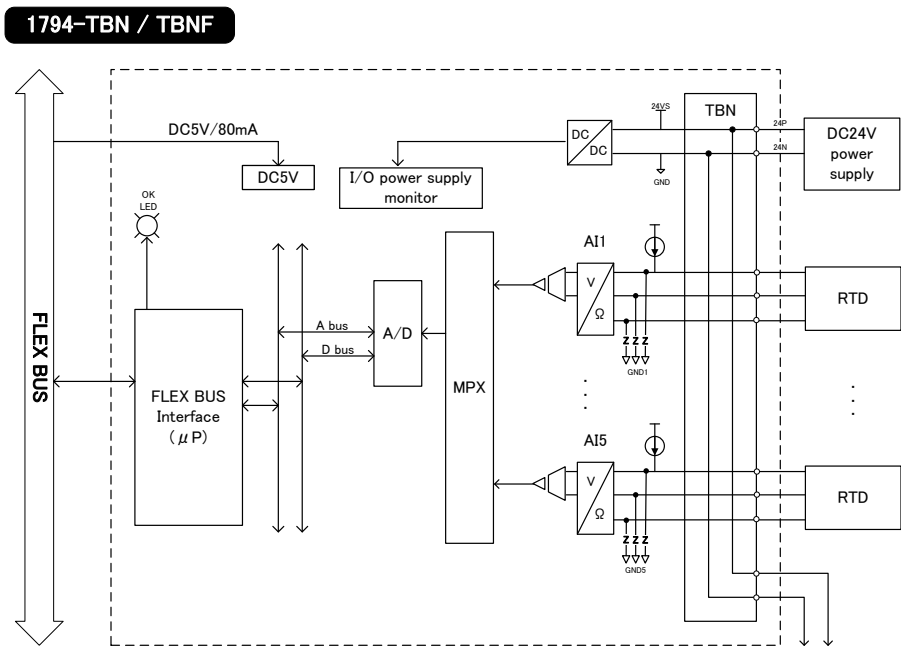 1794-TBN / TBNF
DC5V/80mA
DC5V
I/O power supply
monitor
DC
DC
24VS
GND
TBN
24P
24N
DC24V
power
supply
OK
LED
FLEX BUS
FLEX BUS
Interface
(μP)
A bus
D bus
A/D
MPX
AI1
V
Ω
Z Z Z
GND1
RTD
AI5
V
Ω
Z Z Z
GND5
RTD